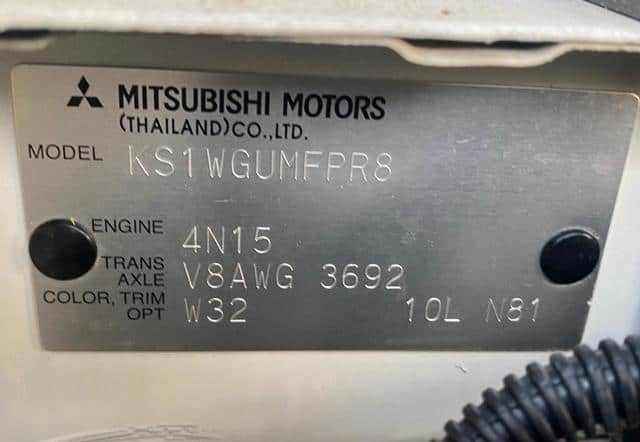 MITSUBISHI MOTORS
(THAILAND)CO.,LTD.
MODEL KS1WGUMFPR8
ENGINE 4N15
TRANS AXLE V8AWG 3692
COLOR, TRIM OPT W32 10L N81